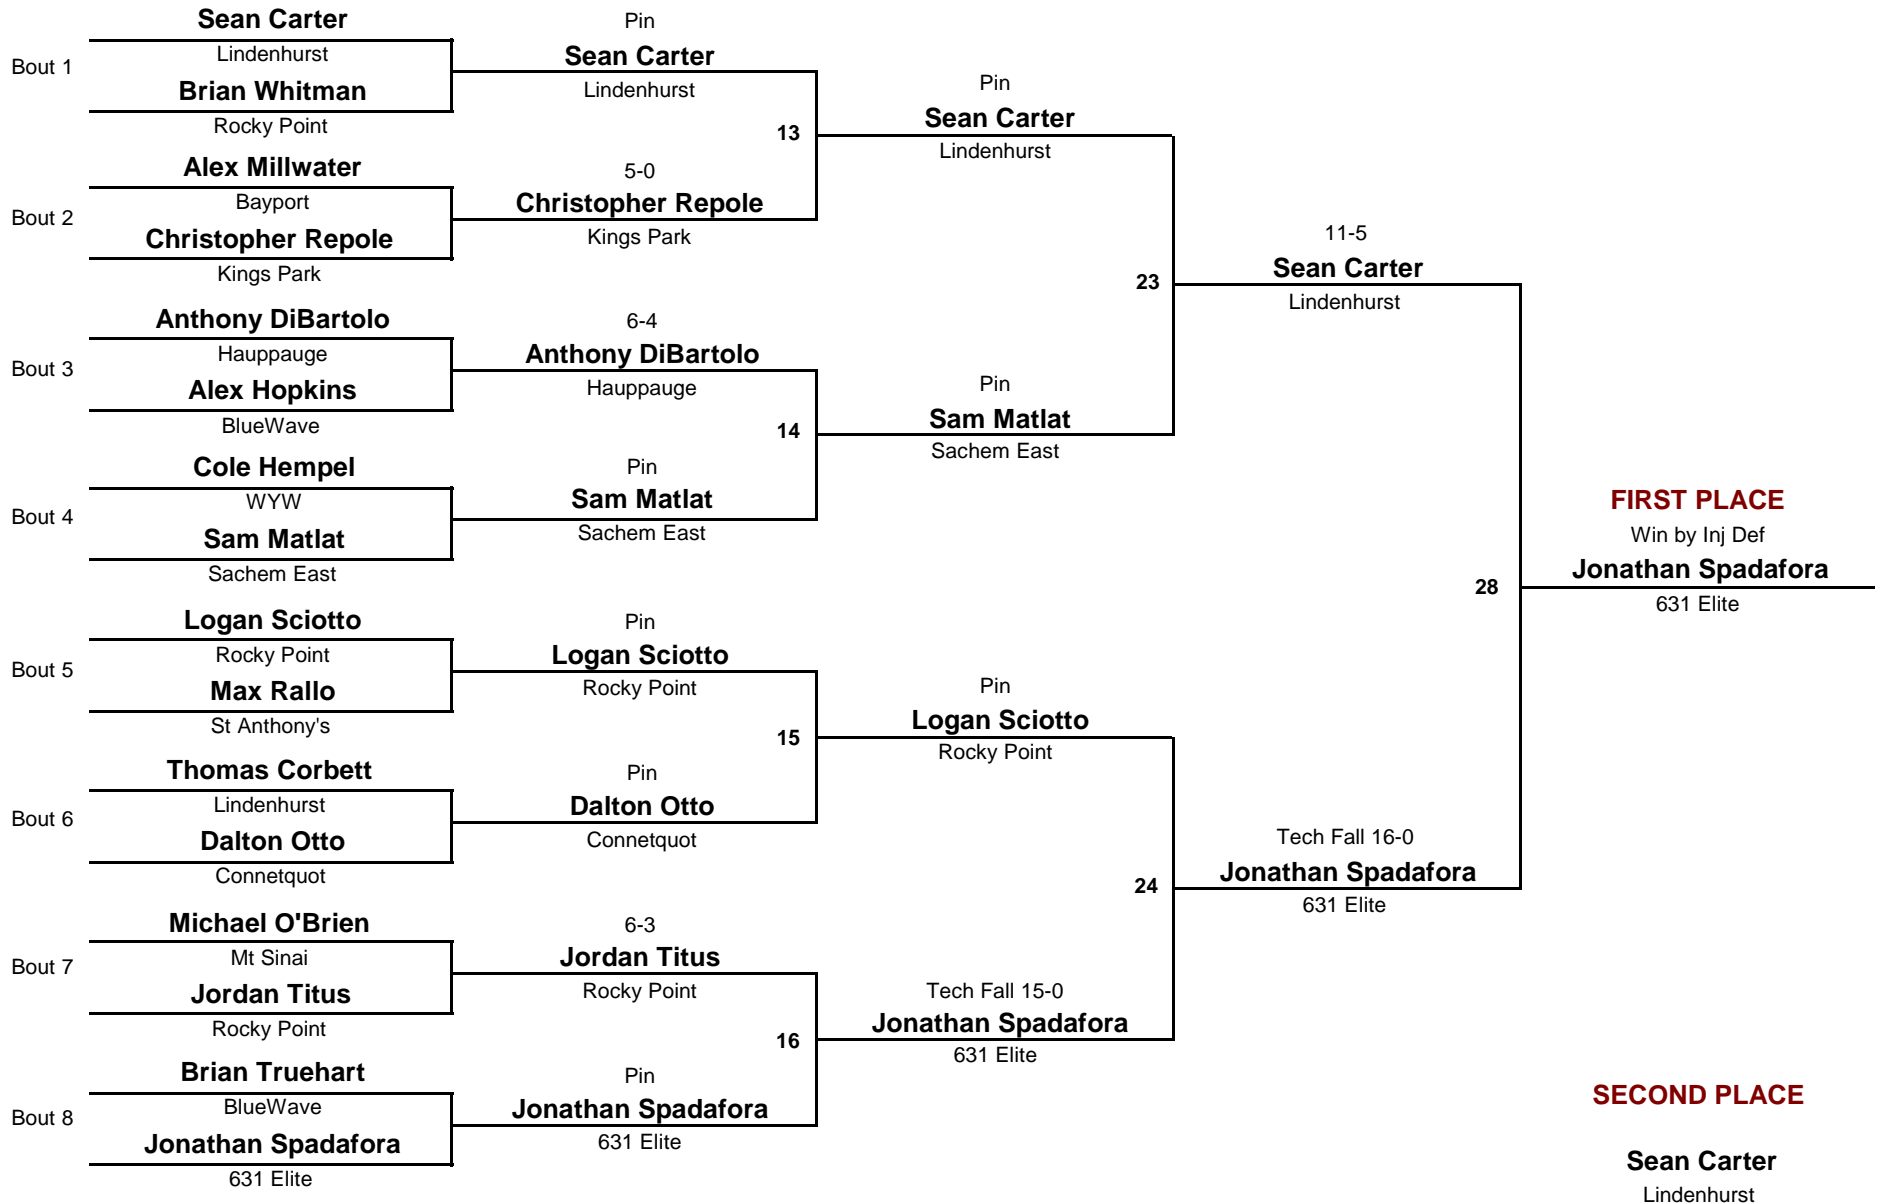 Sean Carter
Lindenhurst
Bout 1
Brian Whitman
Rocky Point
Alex Millwater
Bayport
Bout 2
Christopher Repole
Kings Park
Anthony DiBartolo
Hauppauge
Bout 3
Alex Hopkins
BlueWave
Cole Hempel
WYW
Bout 4
Sam Matlat
Sachem East
Logan Sciotto
Rocky Point
Bout 5
Max Rallo
St Anthony's
Thomas Corbett
Lindenhurst
Bout 6
Dalton Otto
Connetquot
Michael O'Brien
Mt Sinai
Bout 7
Jordan Titus
Rocky Point
Brian Truehart
BlueWave
Bout 8
Jonathan Spadafora
631 Elite
Pin
Sean Carter
Lindenhurst
13
5-0
Christopher Repole
Kings Park
6-4
Anthony DiBartolo
Hauppauge
14
Pin
Sam Matlat
Sachem East
Pin
Logan Sciotto
Rocky Point
15
Pin
Dalton Otto
Connetquot
6-3
Jordan Titus
Rocky Point
16
Pin
Jonathan Spadafora
631 Elite
Pin
Sean Carter
Lindenhurst
23
Pin
Sam Matlat
Sachem East
Pin
Logan Sciotto
Rocky Point
24
Tech Fall 15-0
Jonathan Spadafora
631 Elite
11-5
Sean Carter
Lindenhurst
28
Tech Fall 16-0
Jonathan Spadafora
631 Elite
FIRST PLACE
Win by Inj Def
Jonathan Spadafora
631 Elite
SECOND PLACE
Sean Carter
Lindenhurst